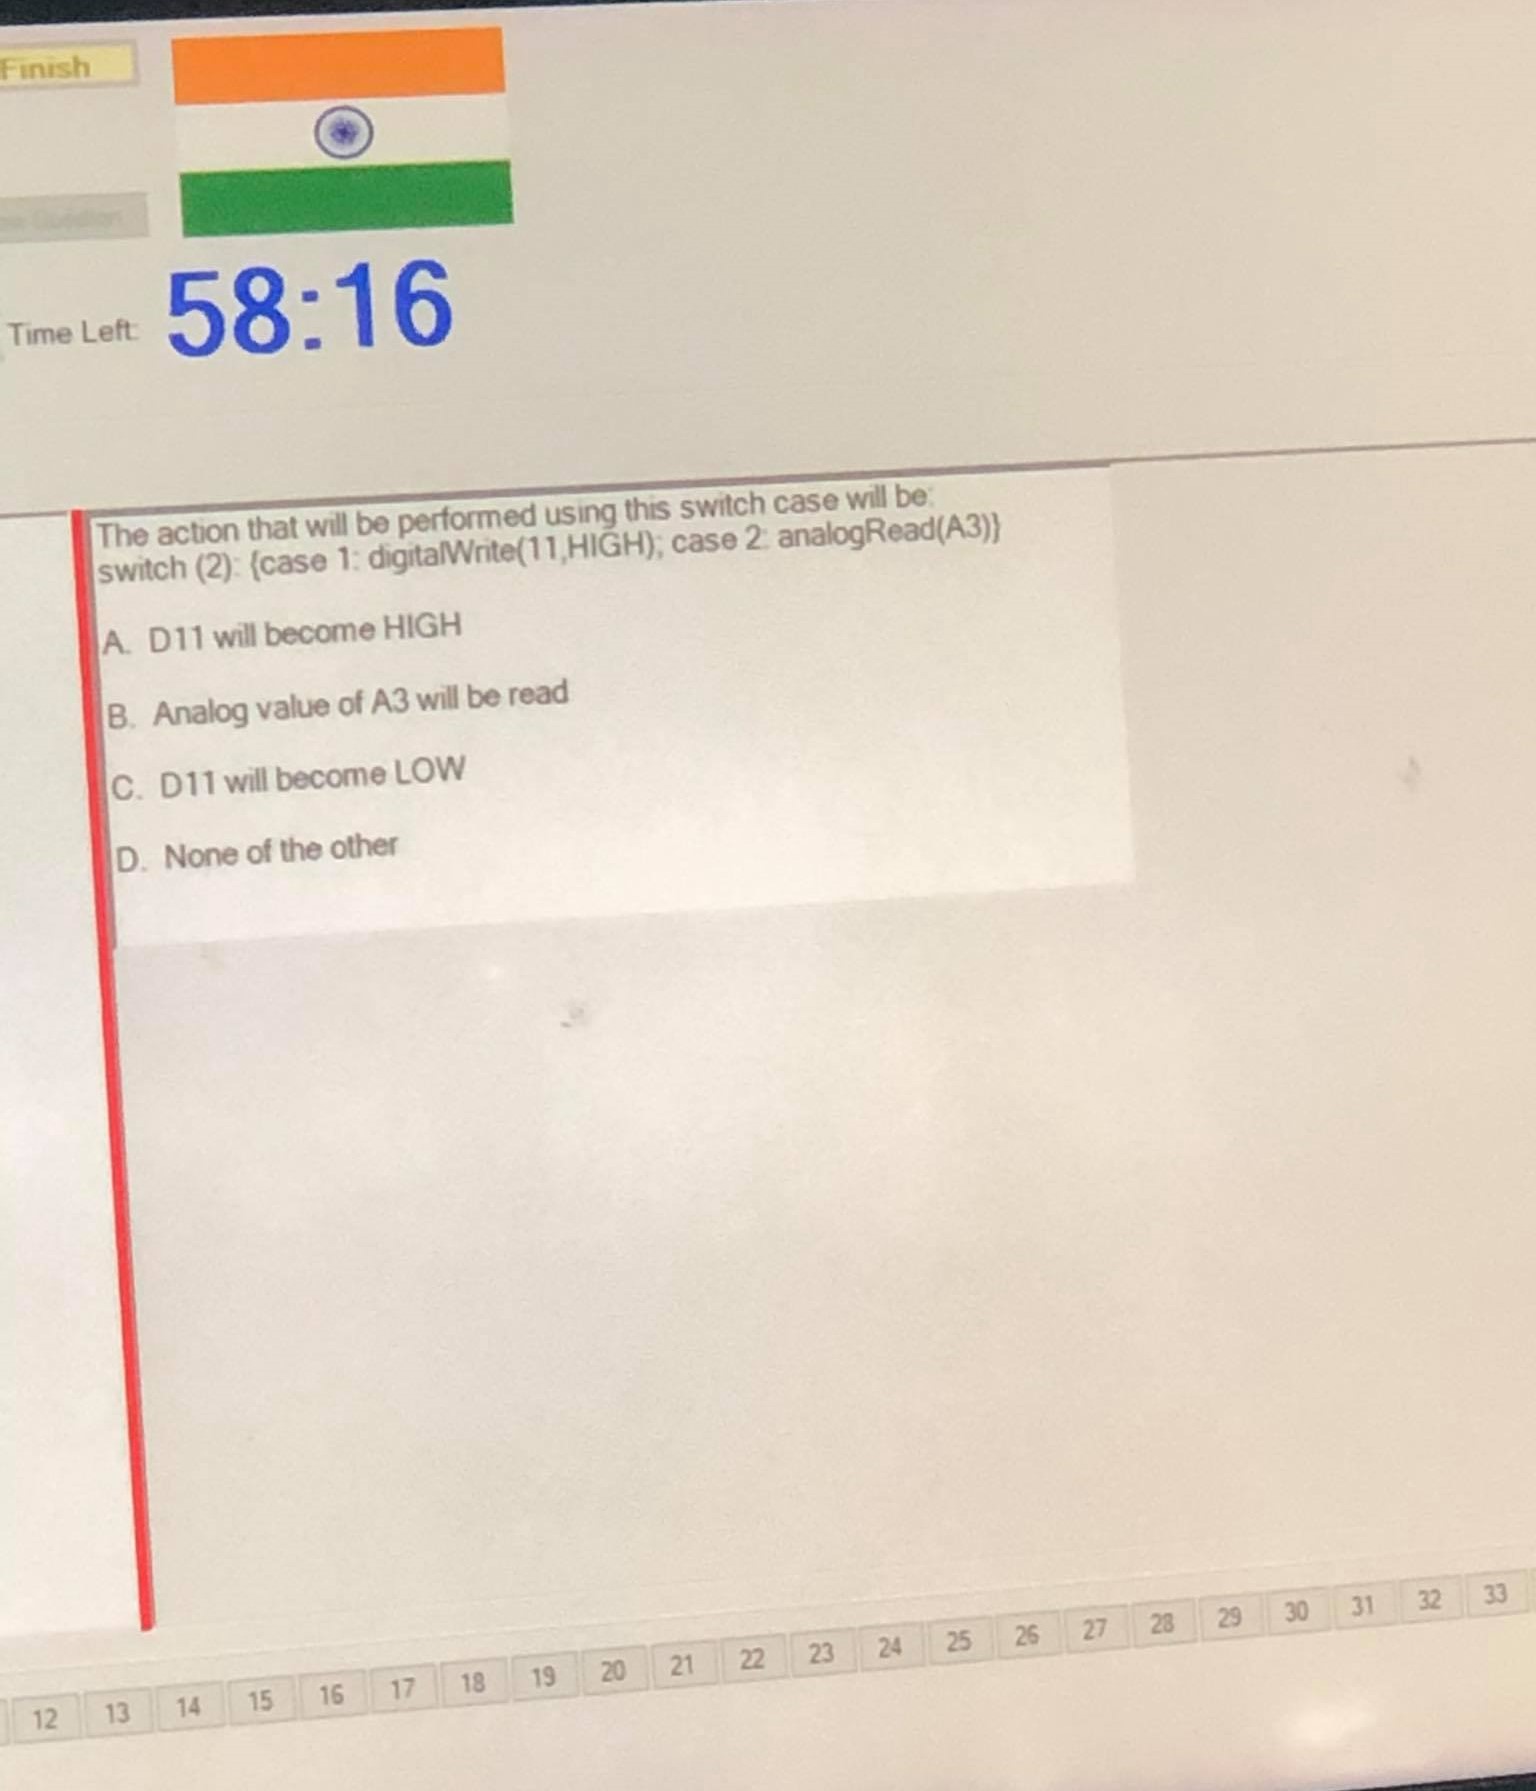 Finish
Time Left:
58:16
The action that will be performed using this switch case will be:
switch (2): {case 1: digitalWrite(11,HIGH); case 2: analogRead(A3)}
A. D11 will become HIGH
B. Analog value of A3 will be read
C. D11 will become LOW
D. None of the other
12 13 14 15 16 17 18 19 20 21 22 23 24 25 26 27 28 29 30 31 32 33